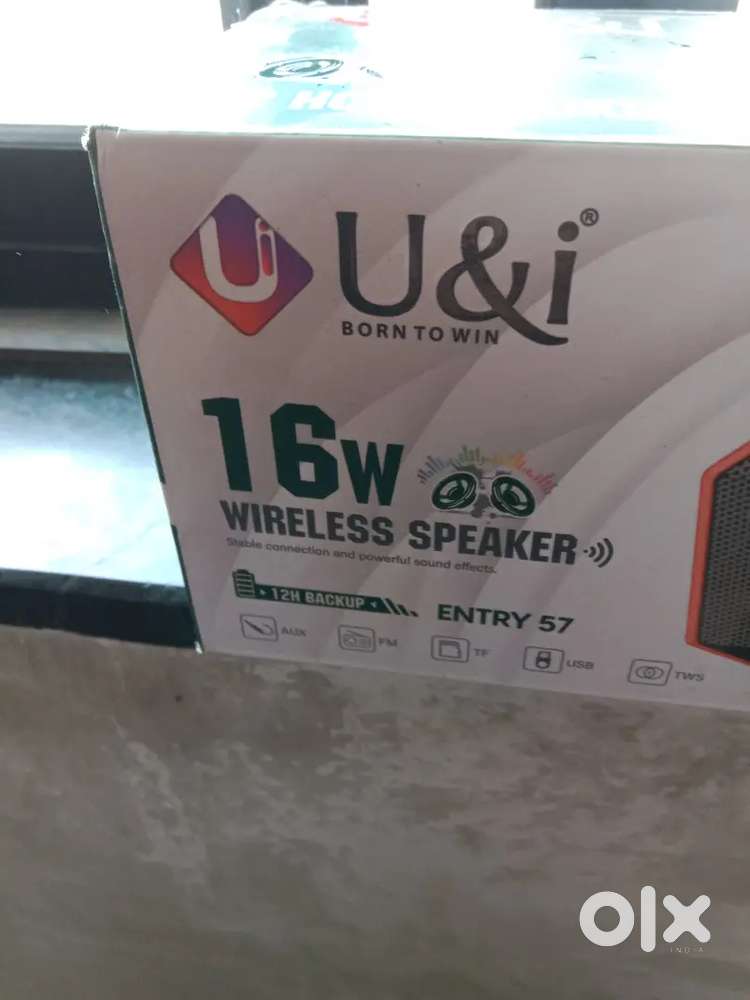 Ui
U&i®
BORN TO WIN
16W
WIRELESS SPEAKER
Stable connection and powerful sound effects.
12H BACKUP
ENTRY 57
AUX FM TF USB TWS
olx
INDIA